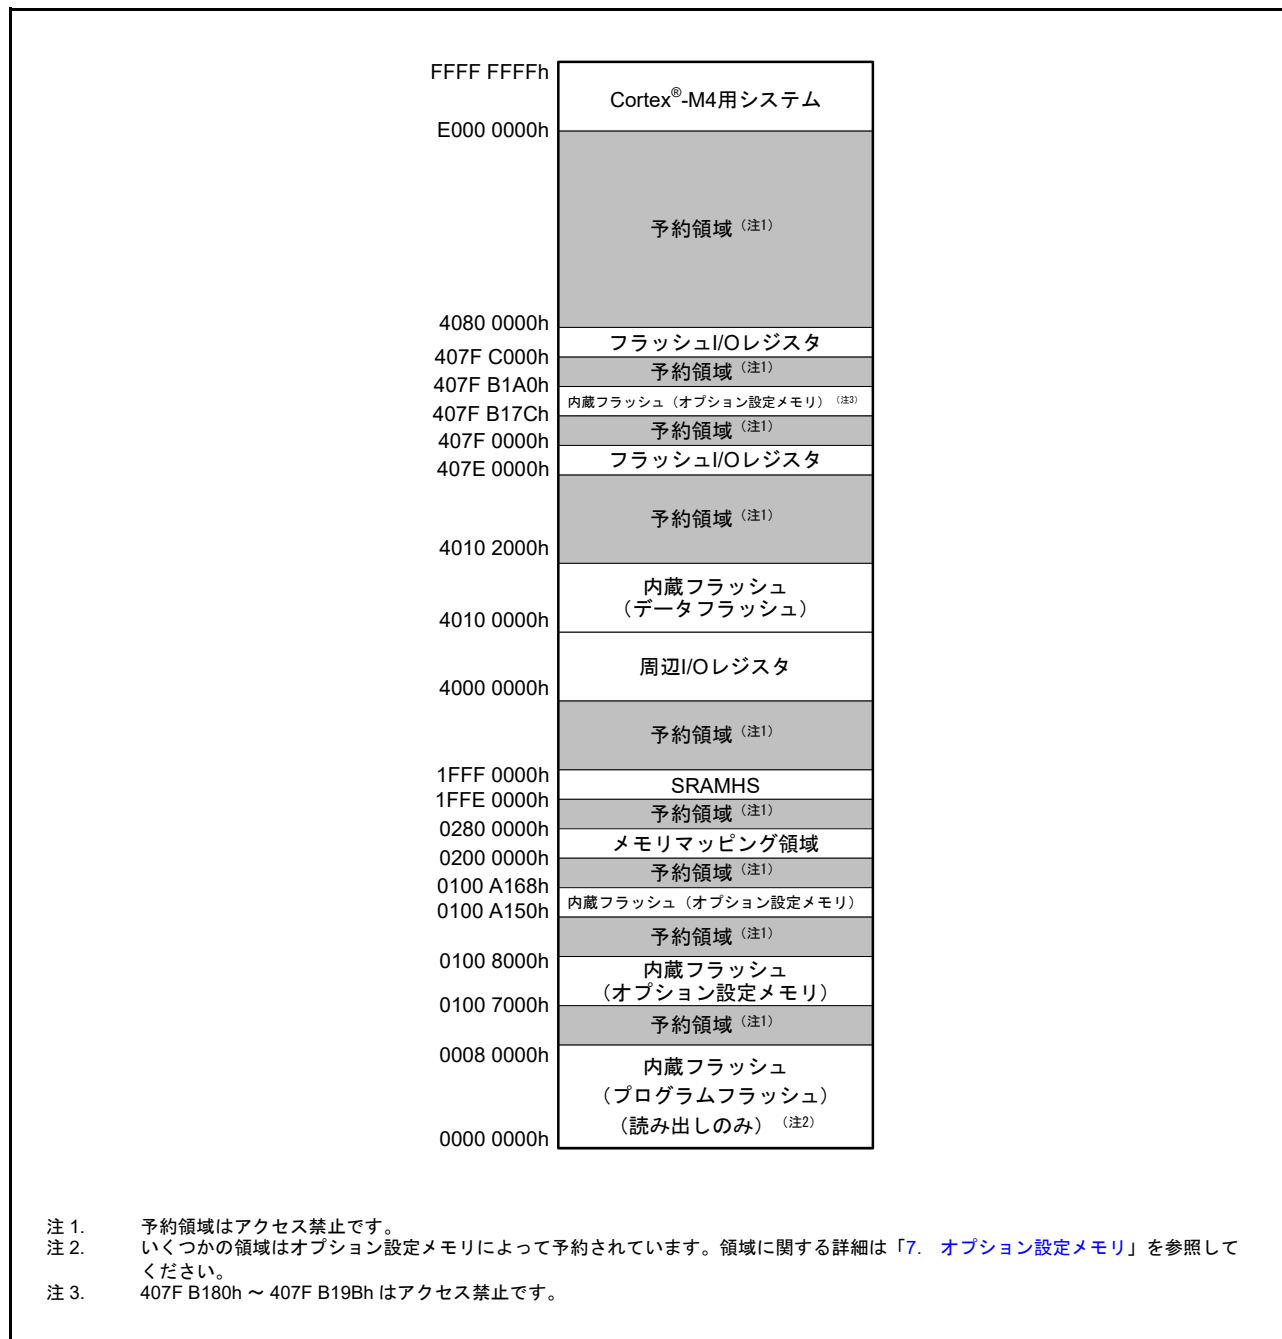 FFFF FFFFh
Cortex®-M4用システム
E000 0000h
予約領域（注1）
4080 0000h
フラッシュI/Oレジスタ
407F C000h
予約領域（注1）
407F B1A0h
内蔵フラッシュ（オプション設定メモリ）（注3）
407F B17Ch
予約領域（注1）
407F 0000h
フラッシュI/Oレジスタ
407E 0000h
予約領域（注1）
4010 2000h
内蔵フラッシュ
（データフラッシュ）
4010 0000h
周辺I/Oレジスタ
4000 0000h
予約領域（注1）
1FFF 0000h
SRAMHS
1FFE 0000h
予約領域（注1）
0280 0000h
メモリマッピング領域
0200 0000h
予約領域（注1）
0100 A168h
内蔵フラッシュ（オプション設定メモリ）
0100 A150h
予約領域（注1）
0100 8000h
内蔵フラッシュ
（オプション設定メモリ）
0100 7000h
予約領域（注1）
0008 0000h
内蔵フラッシュ
（プログラムフラッシュ）
（読み出しのみ）（注2）
0000 0000h
注 1. 予約領域はアクセス禁止です。
注 2. いくつかの領域はオプション設定メモリによって予約されています。領域に関する詳細は「7. オプション設定メモリ」を参照して
ください。
注 3. 407F B180h ～ 407F B19Bh はアクセス禁止です。